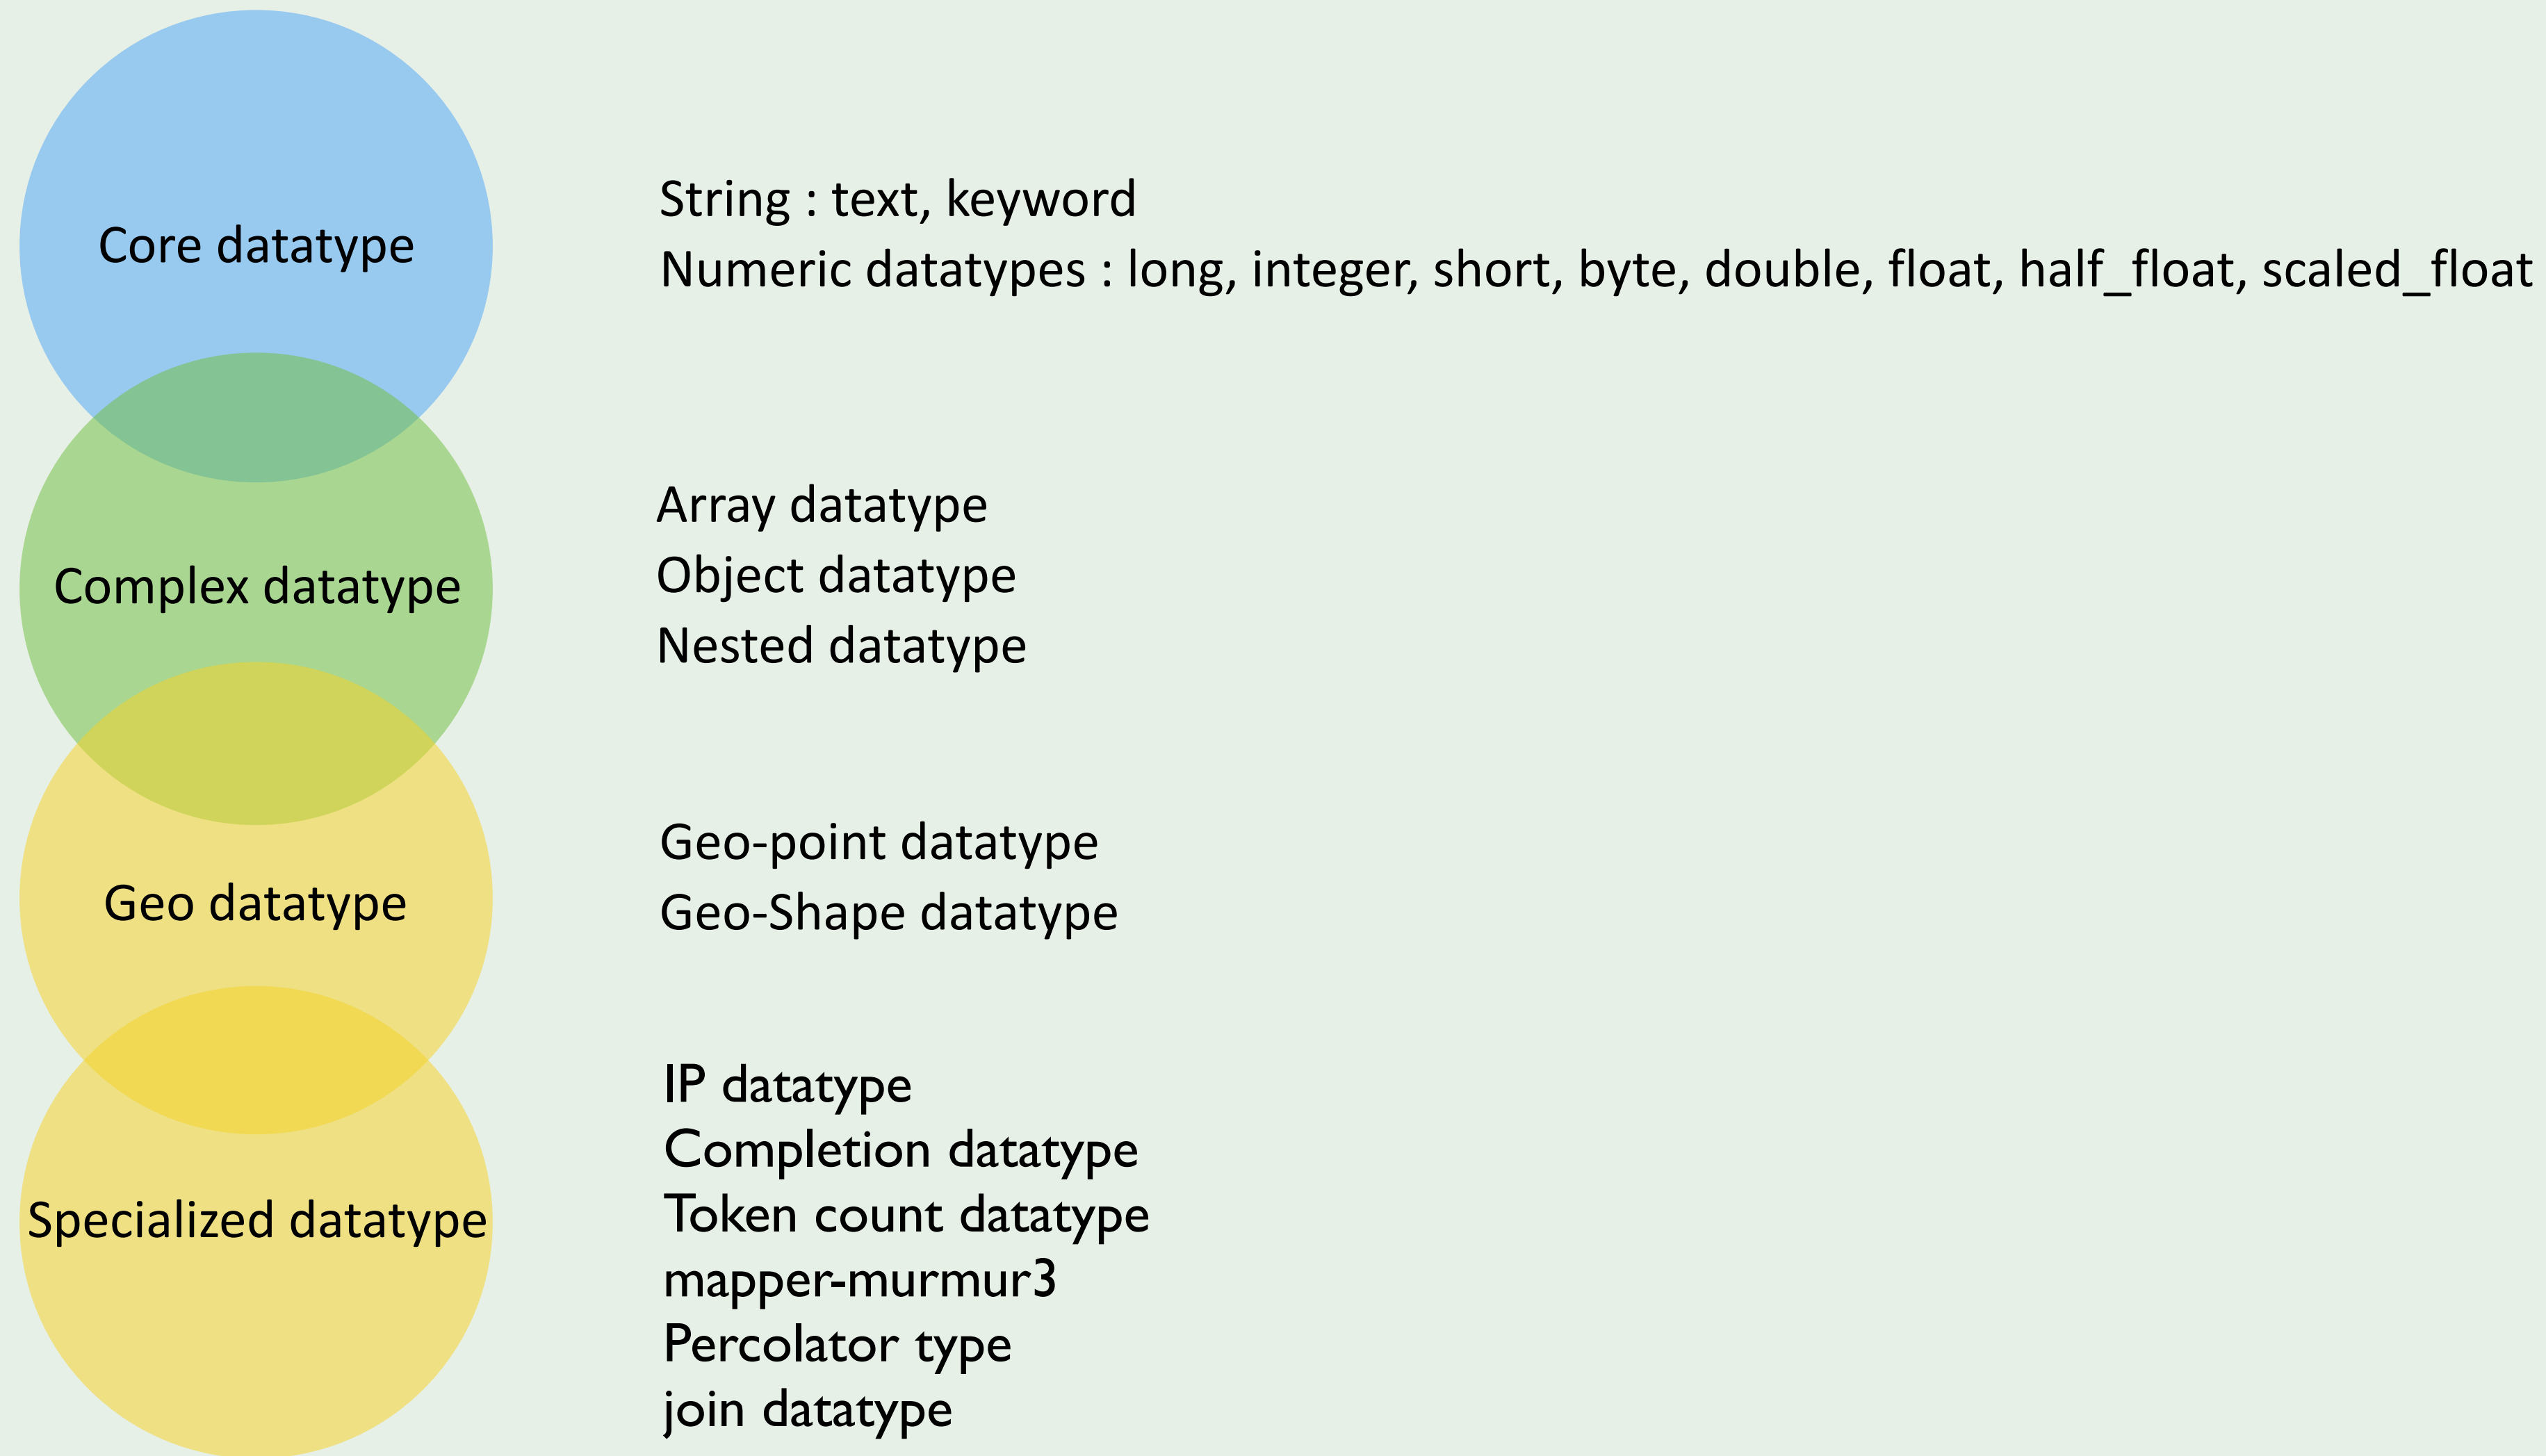 Core datatype
String : text, keyword
Numeric datatypes : long, integer, short, byte, double, float, half_float, scaled_float
Complex datatype
Array datatype
Object datatype
Nested datatype
Geo datatype
Geo-point datatype
Geo-Shape datatype
Specialized datatype
IP datatype
Completion datatype
Token count datatype
mapper-murmur3
Percolator type
join datatype